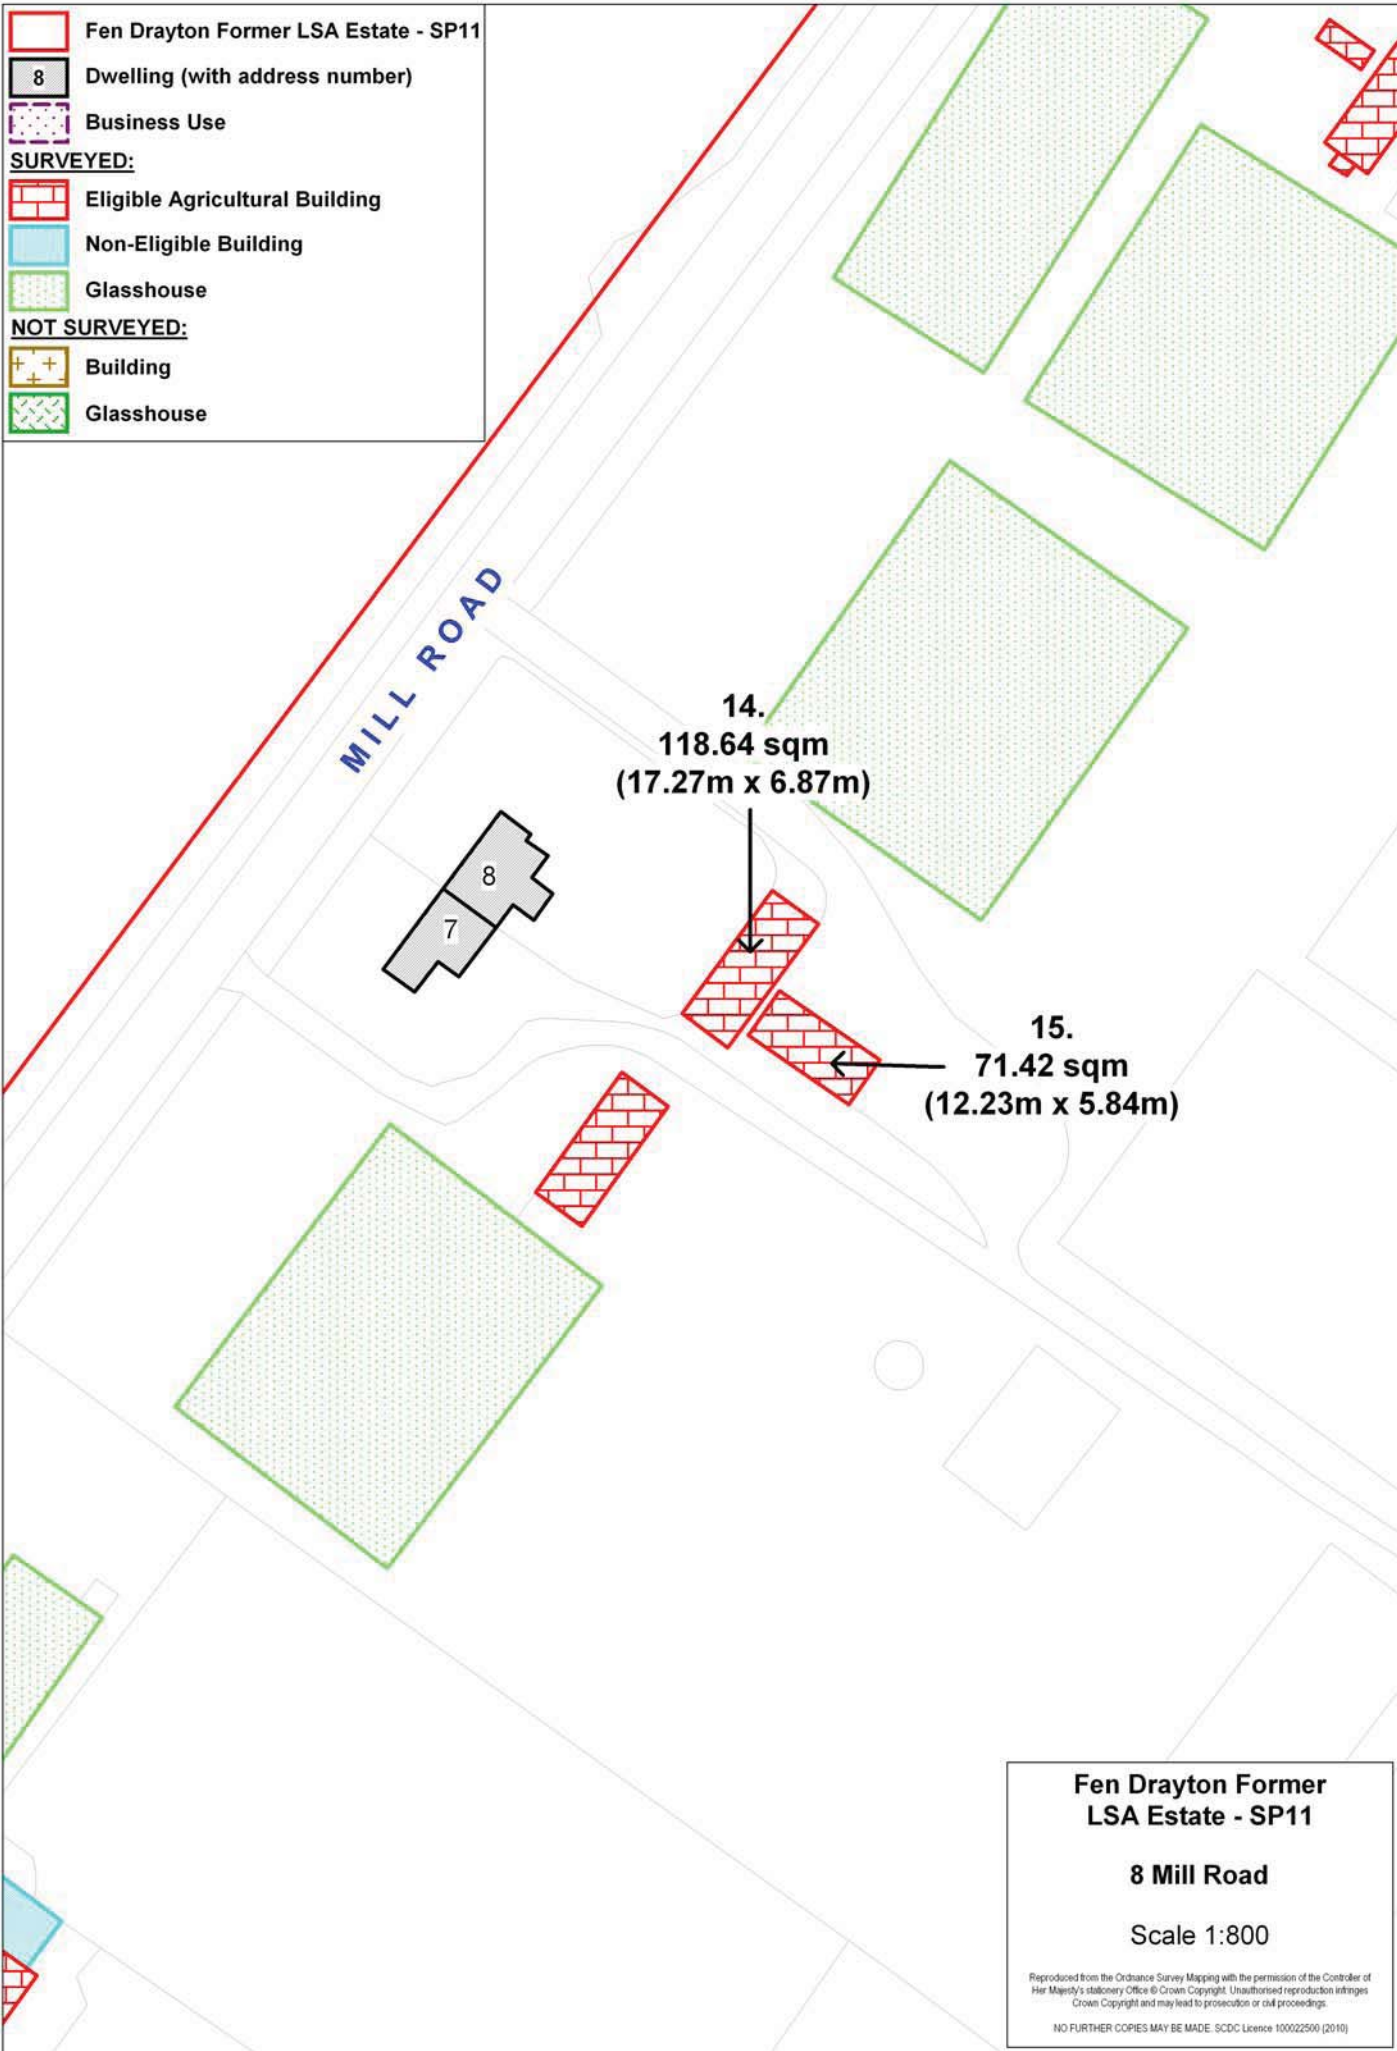 Fen Drayton Former LSA Estate - SP11
8
Dwelling (with address number)
Business Use
SURVEYED:
Eligible Agricultural Building
Non-Eligible Building
Glasshouse
NOT SURVEYED:
Building
Glasshouse
MILL ROAD
14.
118.64 sqm
(17.27m x 6.87m)
8
7
15.
71.42 sqm
(12.23m x 5.84m)
Fen Drayton Former
LSA Estate - SP11
8 Mill Road
Scale 1:800
Reproduced from the Ordnance Survey Mapping with the permission of the Controller of
Her Majesty's stationery Office © Crown Copyright. Unauthorised reproduction infringes
Crown Copyright and may lead to prosecution or civil proceedings.
NO FURTHER COPIES MAY BE MADE. SCDC Licence 100022500 (2010)